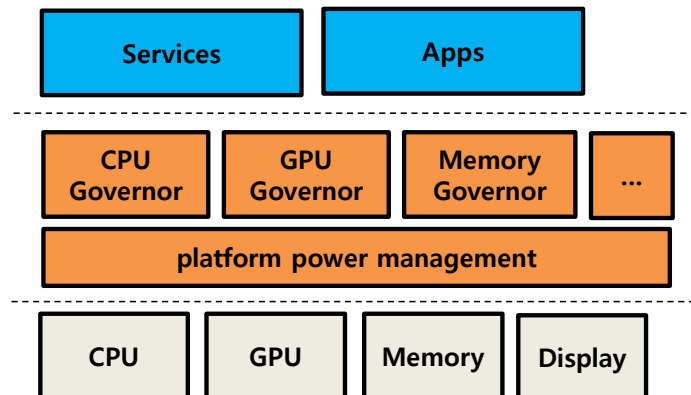 Services
Apps
CPU
Governor
GPU
Governor
Memory
Governor
...
platform power management
CPU
GPU
Memory
Display